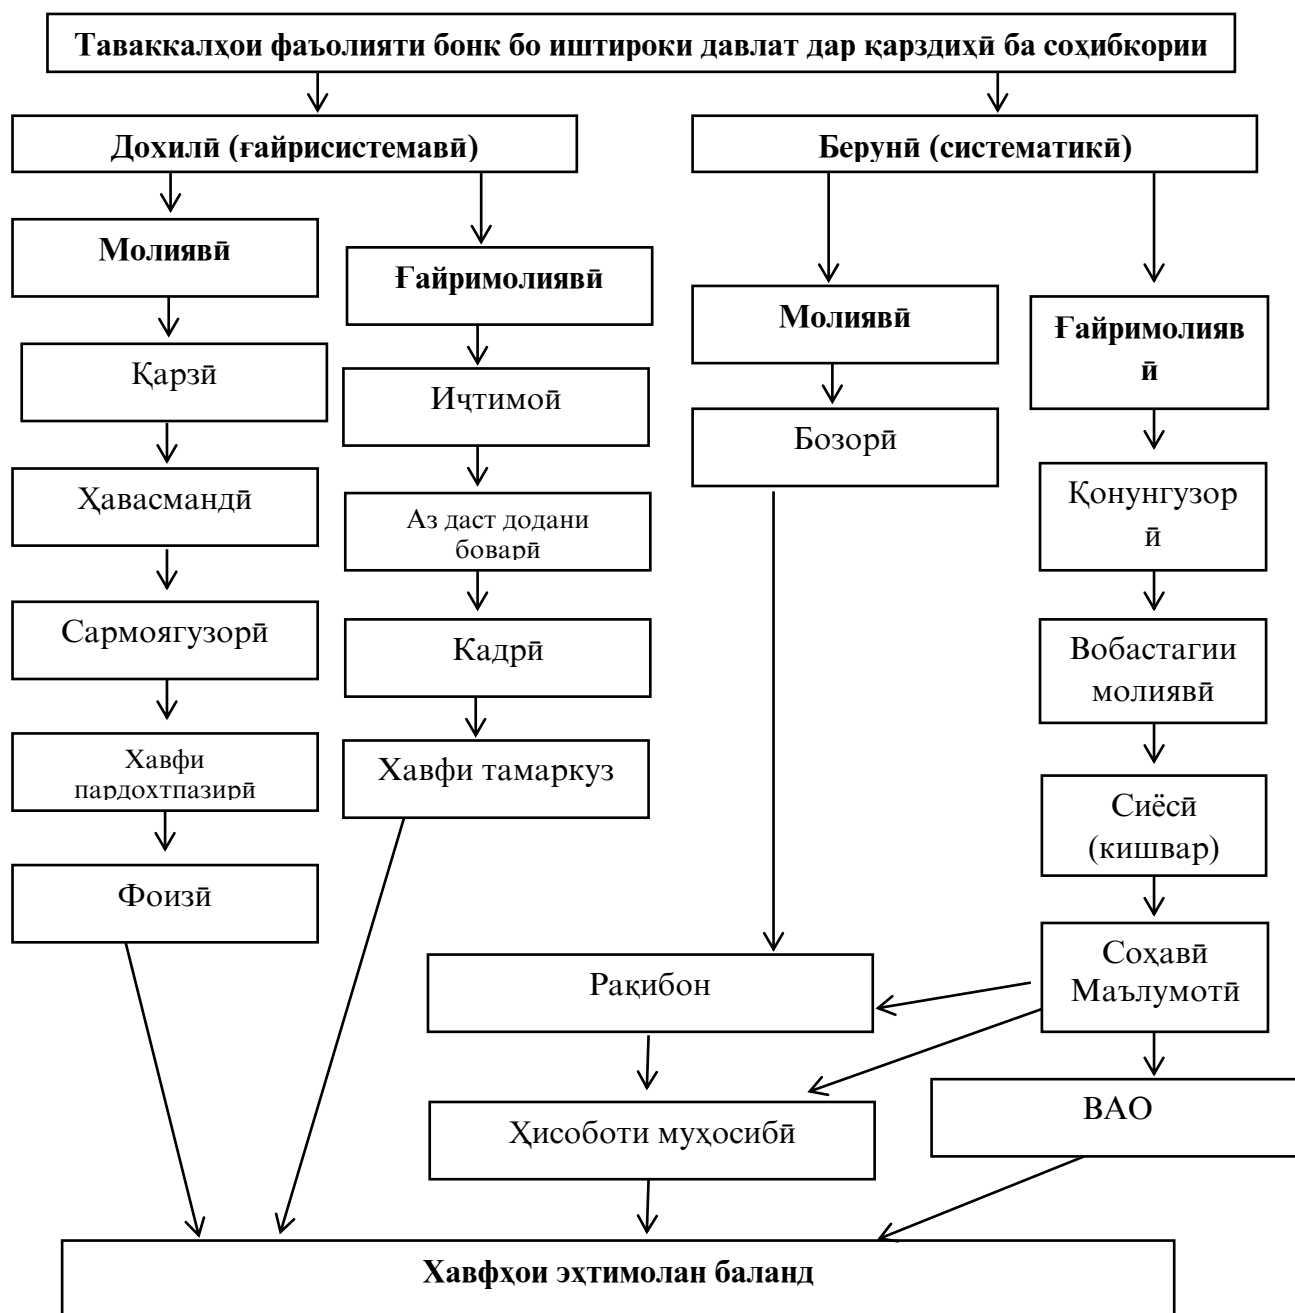 Таваккалҳои фаъолияти бонк бо иштироки давлат дар қарздиҳӣ ба соҳибкории
Дохилӣ (ғайрисистемавӣ)
Берунӣ (систематикӣ)
Молиявӣ
Ғайримолиявӣ
Молиявӣ
Ғайримолияв
ӣ
Қарзӣ
Иҷтимоӣ
Бозорӣ
Қонунгузор
ӣ
Ҳавасмандӣ
Аз даст додани
боварӣ
Сармоягузорӣ
Кадрӣ
Вобастагии
молиявӣ
Хавфи
пардохтпазирӣ
Хавфи тамаркуз
Сиёсӣ
(кишвар)
Фоизӣ
Рақибон
Соҳавӣ
Маълумотӣ
Ҳисоботи муҳосибӣ
ВАО
Хавфҳои эҳтимолан баланд